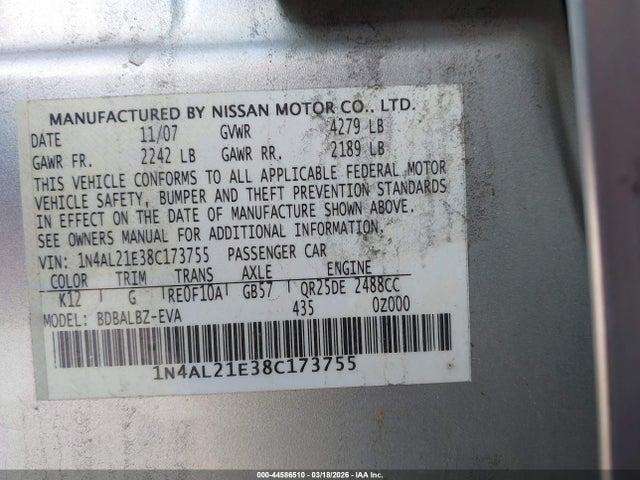 MANUFACTURED BY NISSAN MOTOR CO., LTD.
DATE 11/07 GVWR 4279 LB
GAWR FR. 2242 LB GAWR RR. 2189 LB
THIS VEHICLE CONFORMS TO ALL APPLICABLE FEDERAL MOTOR
VEHICLE SAFETY, BUMPER AND THEFT PREVENTION STANDARDS
IN EFFECT ON THE DATE OF MANUFACTURE SHOWN ABOVE.
SEE OWNERS MANUAL FOR ADDITIONAL INFORMATION.
VIN: 1N4AL21E38C173755 PASSENGER CAR
COLOR TRIM TRANS AXLE ENGINE
K12 G RE0F10A GB57 QR25DE 2488CC
MODEL: BDBALBZ-EVA 435 0Z000
1N4AL21E38C173755
000-44586510 - 03/18/2026 - IAA Inc.